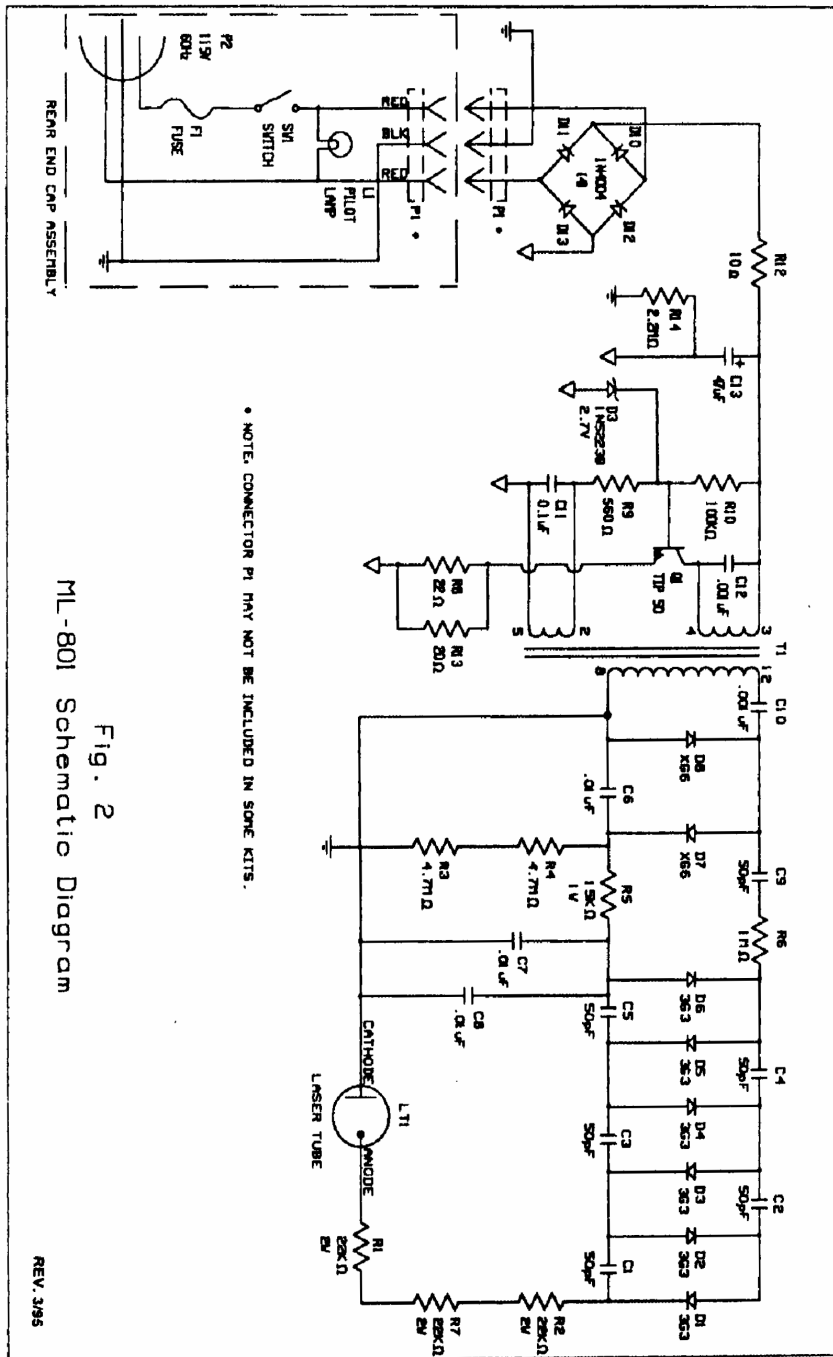 P2
115V
60Hz
F1
FUSE
SW1
SWITCH
L1
PILOT
LAMP
RED
BLK
RED
P1 *
P1 *
REAR END CAP ASSEMBLY
D10
D11
1N4004
(4)
D12
D13
R12
10Ω
R14
2.2MΩ
C13
+
47uF
D3
1N5223B
2.7V
R10
100KΩ
R9
560Ω
C11
0.1uF
C12
.001uF
Q1
TIP 50
R8
22Ω
R13
20Ω
T1
3
4
2
5
12
8
C10
.001uF
D8
XG6
C6
.01uF
D7
XG6
C9
50pF
R6
1MΩ
R4
4.7MΩ
R3
4.7MΩ
R5
15KΩ
1V
C7
.01uF
C8
.01uF
D6
3G3
C5
50pF
D5
3G3
C4
50pF
D4
3G3
C3
50pF
D3
3G3
C2
50pF
D2
3G3
C1
50pF
D1
3G3
CATHODE
ANODE
LT1
LASER TUBE
R1
22KΩ
2W
R7
22KΩ
2W
R2
22KΩ
2W
* NOTE. CONNECTOR P1 MAY NOT BE INCLUDED IN SOME KITS.
Fig. 2
ML-801 Schematic Diagram
REV. 3/95